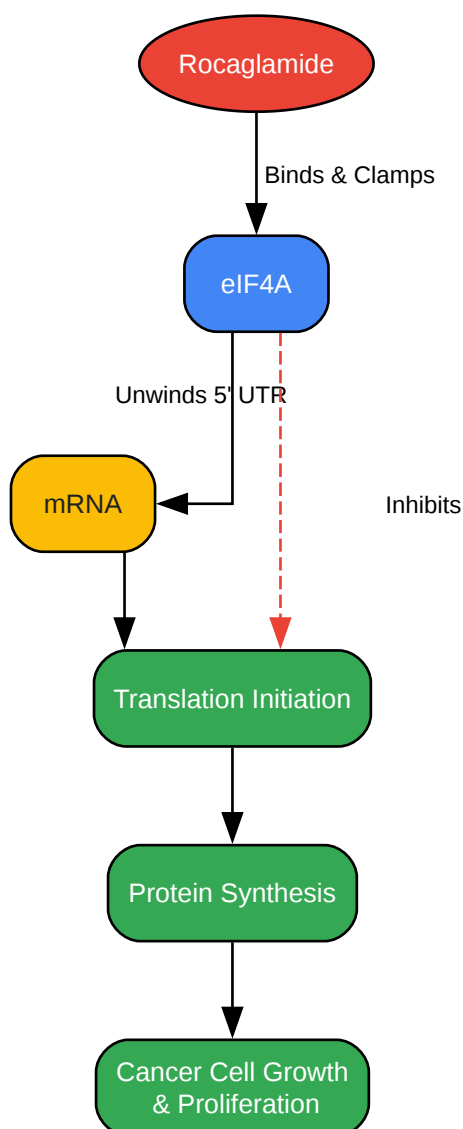 Rocaglamide
Binds & Clamps
eIF4A
Unwinds 5' UTR
mRNA
Inhibits
Translation Initiation
Protein Synthesis
Cancer Cell Growth
& Proliferation